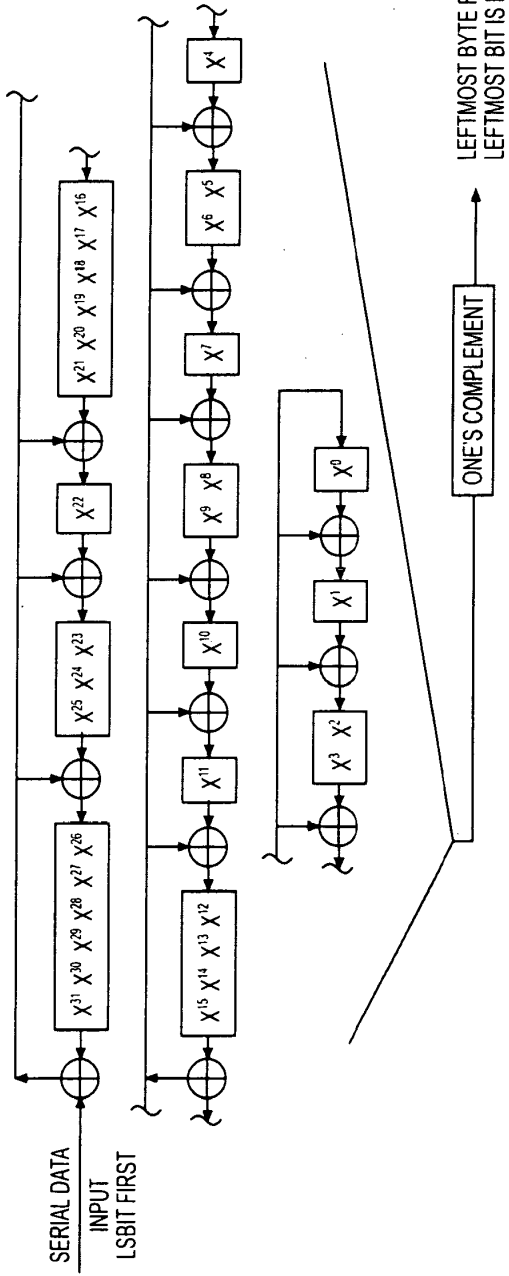 SERIAL DATA
INPUT
LSBIT FIRST
X³¹ X³⁰ X²⁹ X²⁸ X²⁷ X²⁶
X²⁵ X²⁴ X²³
X²²
X²¹ X²⁰ X¹⁹ X¹⁸ X¹⁷ X¹⁶
X¹⁵ X¹⁴ X¹³ X¹²
X¹¹
X¹⁰
X⁹ X⁸
X⁷
X⁶ X⁵
X⁴
X³ X²
X¹
X⁰
ONE'S COMPLEMENT
LEFTMOST BYTE
LEFTMOST BIT IS